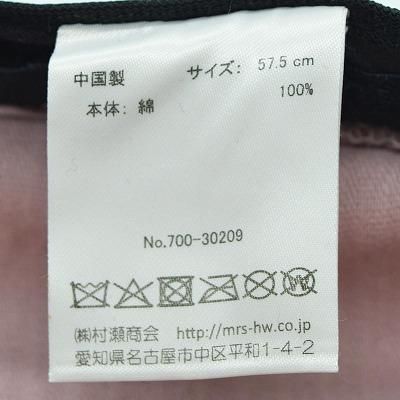 中国製 サイズ: 57.5 cm
本体: 綿 100%
No.700-30209
㈱村瀬商会 http://mrs-hw.co.jp
愛知県名古屋市中区平和1-4-2